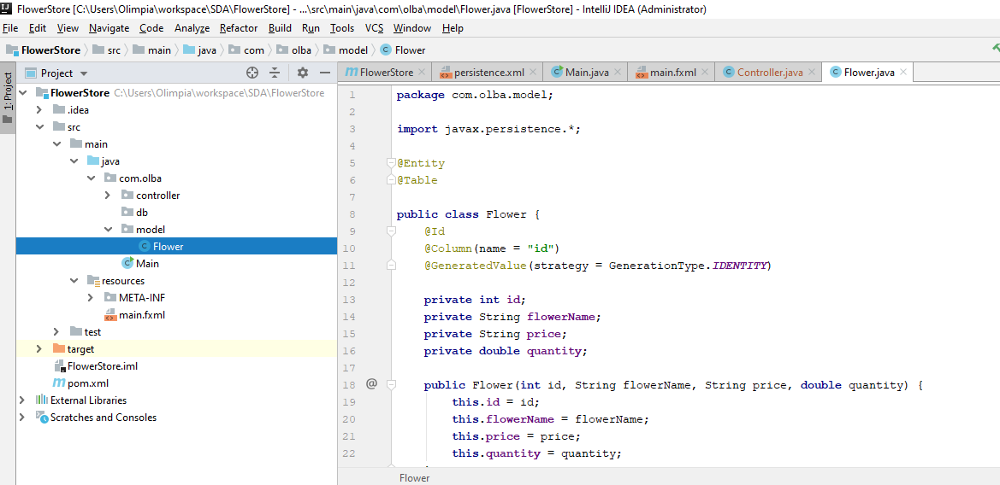 FlowerStore [C:\Users\Olimpia\workspace\SDA\FlowerStore] - ...\src\main\java\com\olba\model\Flower.java [FlowerStore] - IntelliJ IDEA (Administrator)
File Edit View Navigate Code Analyze Refactor Build Run Tools VCS Window Help
FlowerStore src main java com olba model Flower
1: Project
Project
FlowerStore C:\Users\Olimpia\workspace\SDA\FlowerStore
.idea
src
main
java
com.olba
controller
db
model
Flower
Main
resources
META-INF
main.fxml
test
target
FlowerStore.iml
pom.xml
External Libraries
Scratches and Consoles
FlowerStore persistence.xml Main.java main.fxml Controller.java Flower.java
1 package com.olba.model;
2
3 import javax.persistence.*;
4
5 @Entity
6 @Table
7
8 public class Flower {
9 @Id
10 @Column(name = "id")
11 @GeneratedValue(strategy = GenerationType.IDENTITY)
12
13 private int id;
14 private String flowerName;
15 private String price;
16 private double quantity;
17
18 @ public Flower(int id, String flowerName, String price, double quantity) {
19 this.id = id;
20 this.flowerName = flowerName;
21 this.price = price;
22 this.quantity = quantity;
Flower